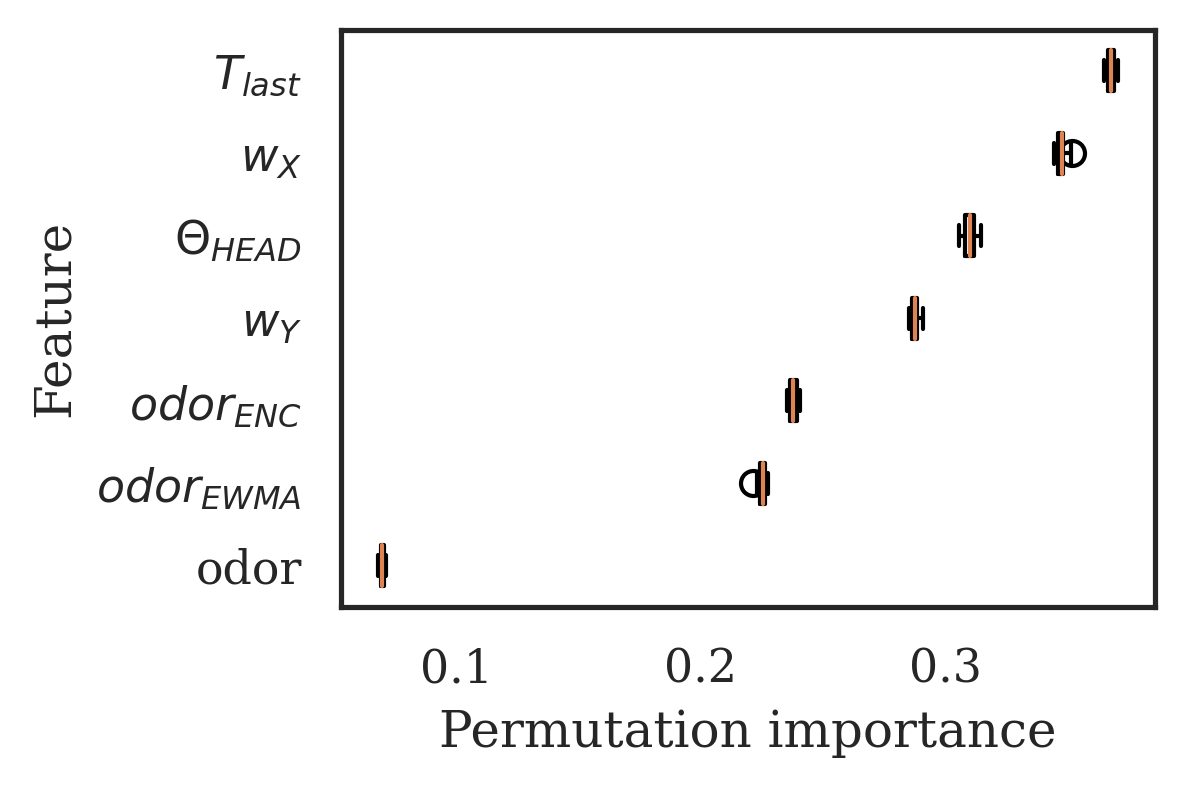 T_last
w_X
Θ_HEAD
w_Y
odor_ENC
odor_EWMA
odor
Feature
0.1 0.2 0.3
Permutation importance